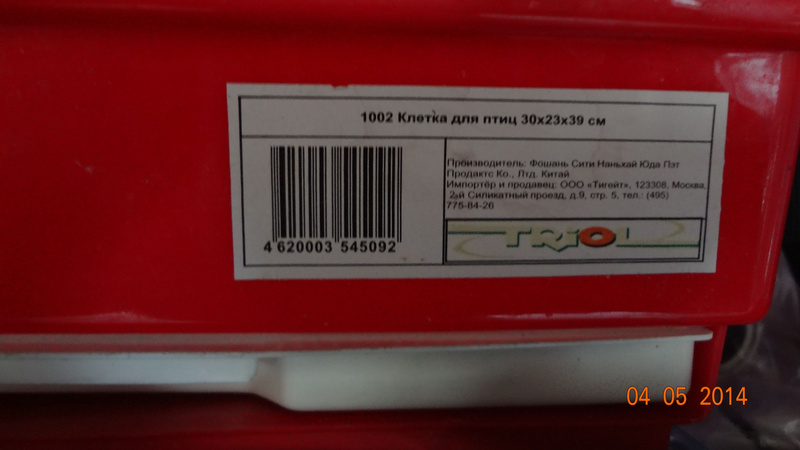 1002 Клетка для птиц 30x23x39 см
Производитель: Фошань Сити Наньхай Юда Пэт
Продактс Ко., Лтд. Китай
Импортёр и продавец: ООО «Тигейт», 123308, Москва,
2-й Силикатный проезд, д.9, стр. 5, тел.: (495)
775-84-26
4 620003 545092
TRiOL
04 05 2014